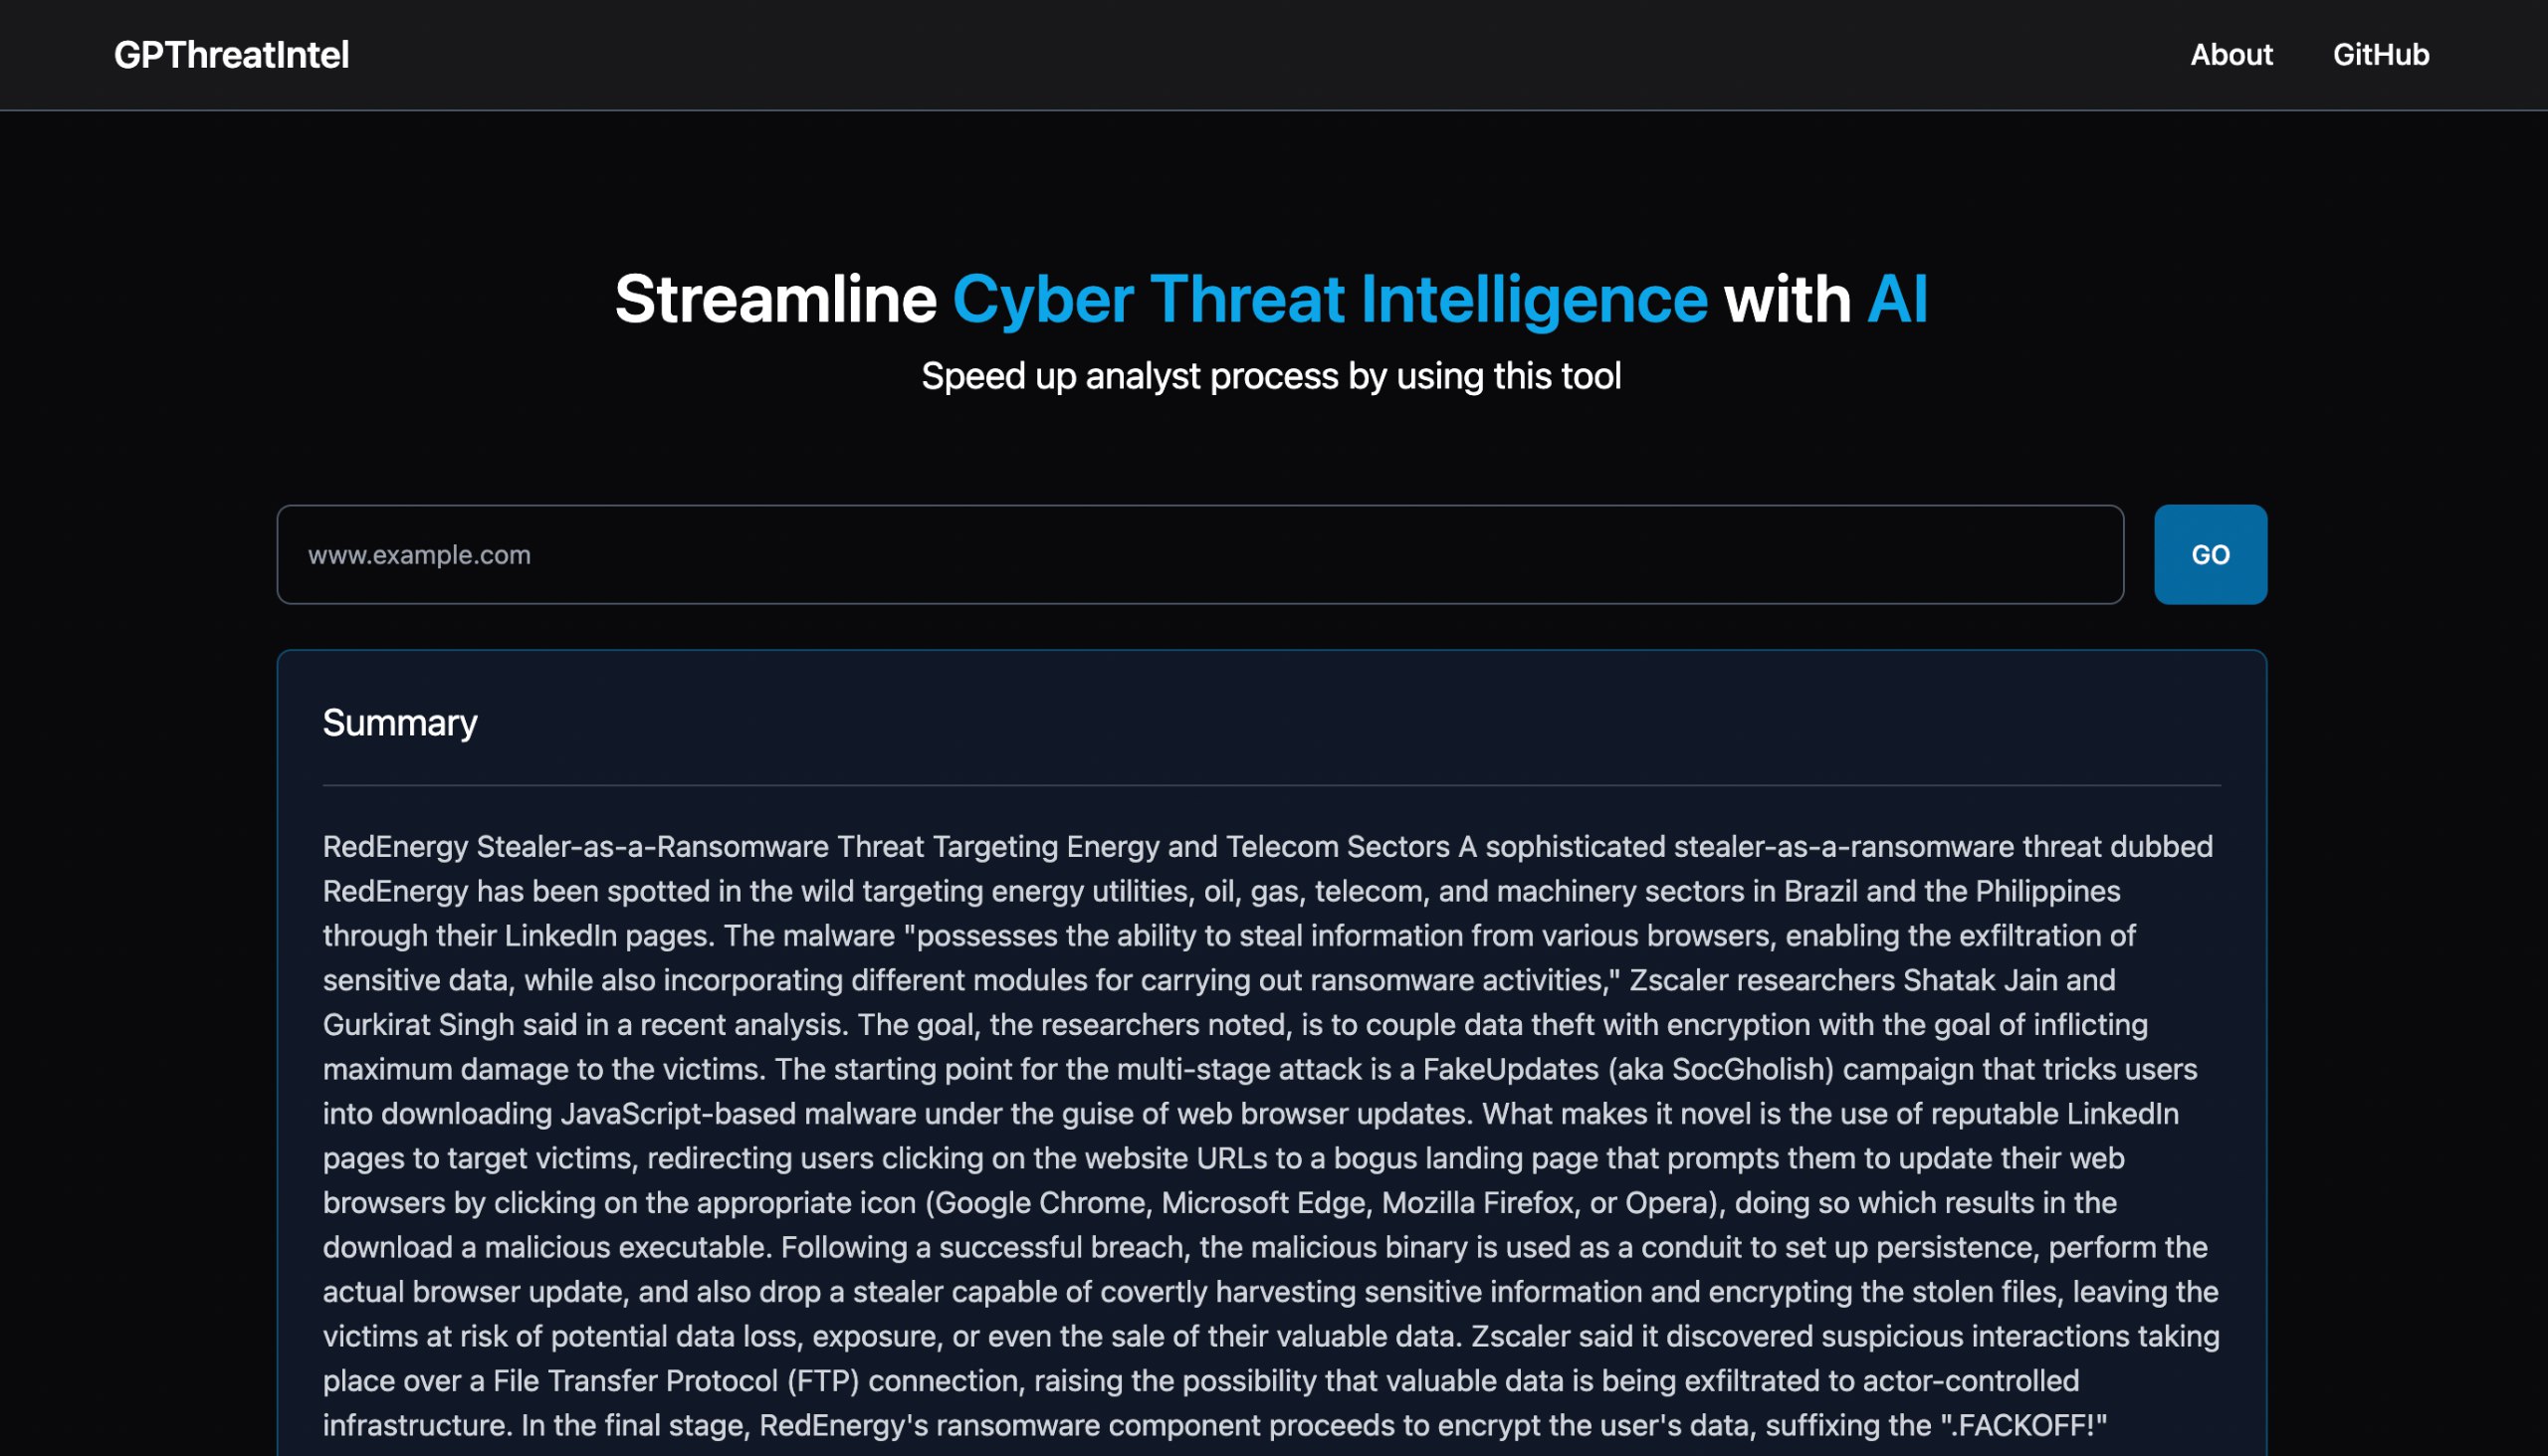 GPThreatIntel
About
GitHub
Streamline Cyber Threat Intelligence with AI
Speed up analyst process by using this tool
www.example.com
GO
Summary
RedEnergy Stealer-as-a-Ransomware Threat Targeting Energy and Telecom Sectors A sophisticated stealer-as-a-ransomware threat dubbed
RedEnergy has been spotted in the wild targeting energy utilities, oil, gas, telecom, and machinery sectors in Brazil and the Philippines
through their LinkedIn pages. The malware "possesses the ability to steal information from various browsers, enabling the exfiltration of
sensitive data, while also incorporating different modules for carrying out ransomware activities," Zscaler researchers Shatak Jain and
Gurkirat Singh said in a recent analysis. The goal, the researchers noted, is to couple data theft with encryption with the goal of inflicting
maximum damage to the victims. The starting point for the multi-stage attack is a FakeUpdates (aka SocGholish) campaign that tricks users
into downloading JavaScript-based malware under the guise of web browser updates. What makes it novel is the use of reputable LinkedIn
pages to target victims, redirecting users clicking on the website URLs to a bogus landing page that prompts them to update their web
browsers by clicking on the appropriate icon (Google Chrome, Microsoft Edge, Mozilla Firefox, or Opera), doing so which results in the
download a malicious executable. Following a successful breach, the malicious binary is used as a conduit to set up persistence, perform the
actual browser update, and also drop a stealer capable of covertly harvesting sensitive information and encrypting the stolen files, leaving the
victims at risk of potential data loss, exposure, or even the sale of their valuable data. Zscaler said it discovered suspicious interactions taking
place over a File Transfer Protocol (FTP) connection, raising the possibility that valuable data is being exfiltrated to actor-controlled
infrastructure. In the final stage, RedEnergy's ransomware component proceeds to encrypt the user's data, suffixing the ".FACKOFF!"